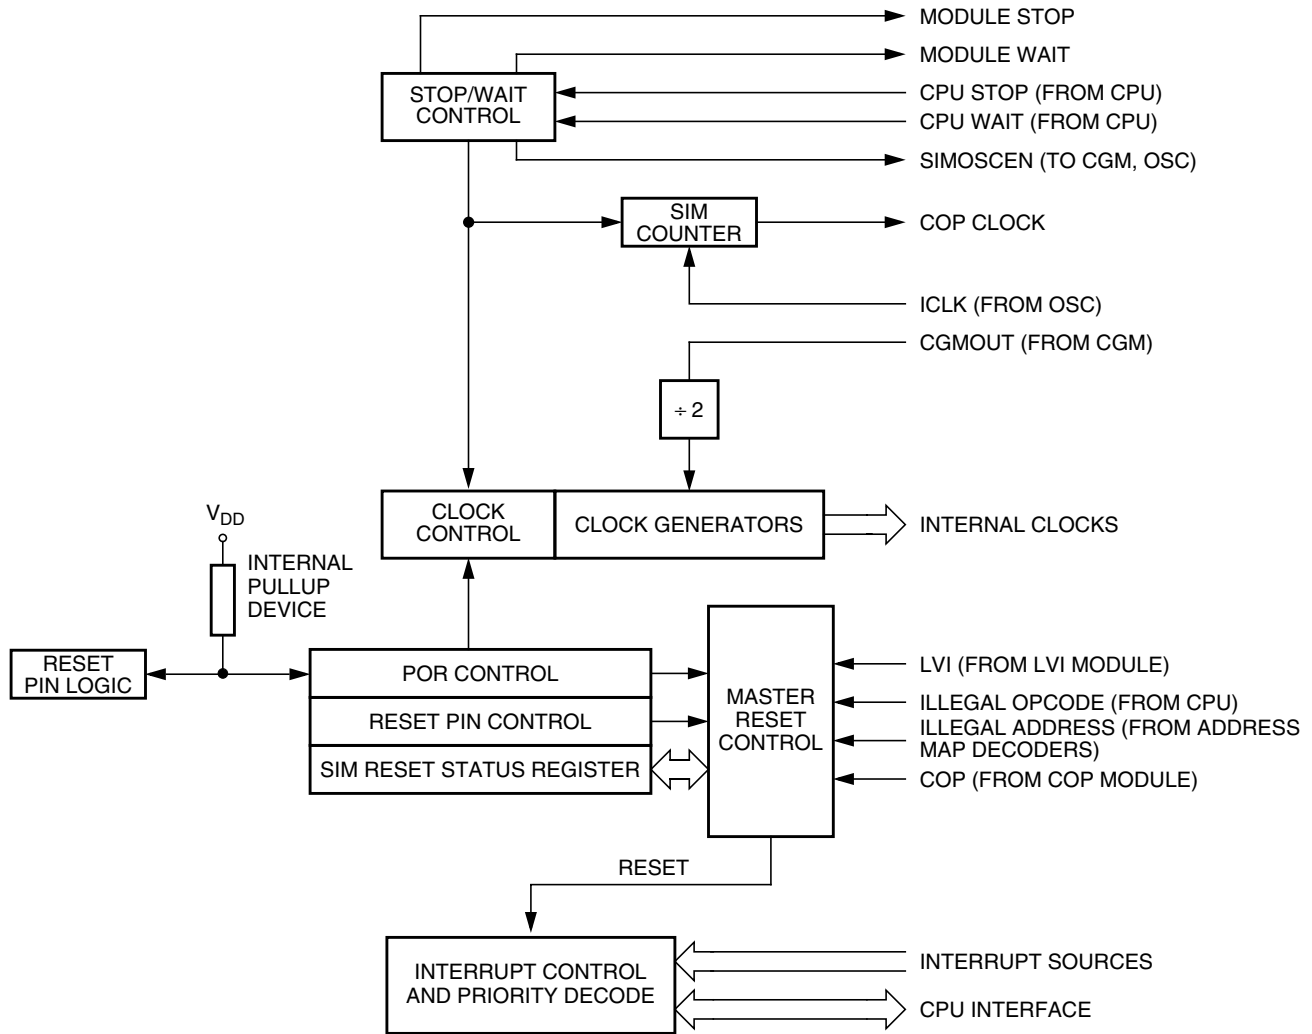 MODULE STOP
MODULE WAIT
STOP/WAIT
CONTROL
CPU STOP (FROM CPU)
CPU WAIT (FROM CPU)
SIMOSCEN (TO CGM, OSC)
SIM
COUNTER
COP CLOCK
ICLK (FROM OSC)
CGMOUT (FROM CGM)
÷ 2
CLOCK
CONTROL
CLOCK GENERATORS
INTERNAL CLOCKS
VDD
INTERNAL
PULLUP
DEVICE
RESET
PIN LOGIC
POR CONTROL
RESET PIN CONTROL
SIM RESET STATUS REGISTER
MASTER
RESET
CONTROL
LVI (FROM LVI MODULE)
ILLEGAL OPCODE (FROM CPU)
ILLEGAL ADDRESS (FROM ADDRESS
MAP DECODERS)
COP (FROM COP MODULE)
RESET
INTERRUPT CONTROL
AND PRIORITY DECODE
INTERRUPT SOURCES
CPU INTERFACE